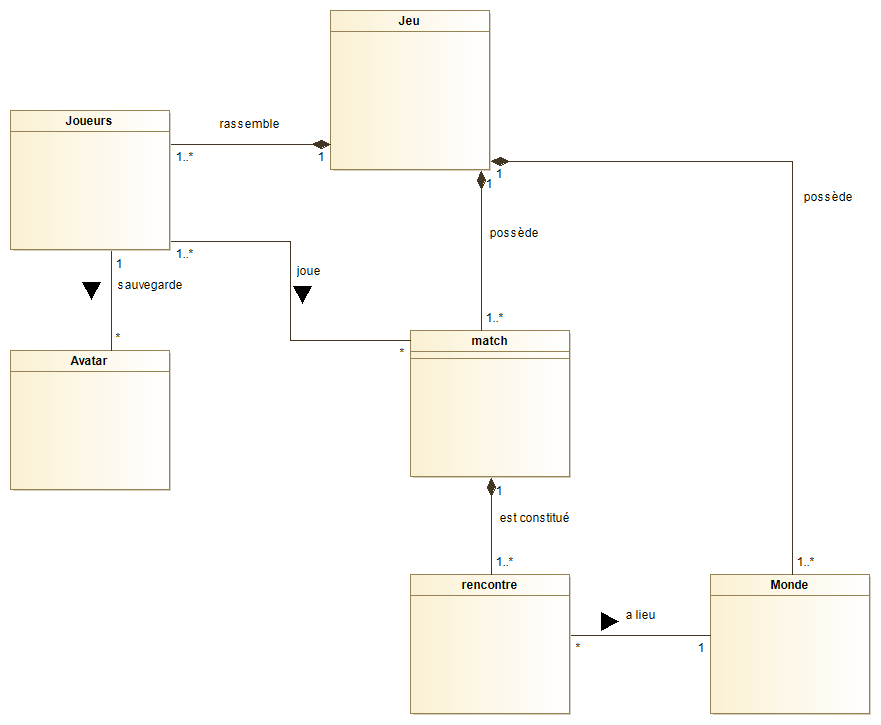 Jeu
Joueurs
rassemble
1..*
1
1
1
possède
possède
1..*
joue
1
sauvegarde
*
1..*
match
*
Avatar
1
est constitué
1..*
1..*
rencontre
Monde
a lieu
*
1